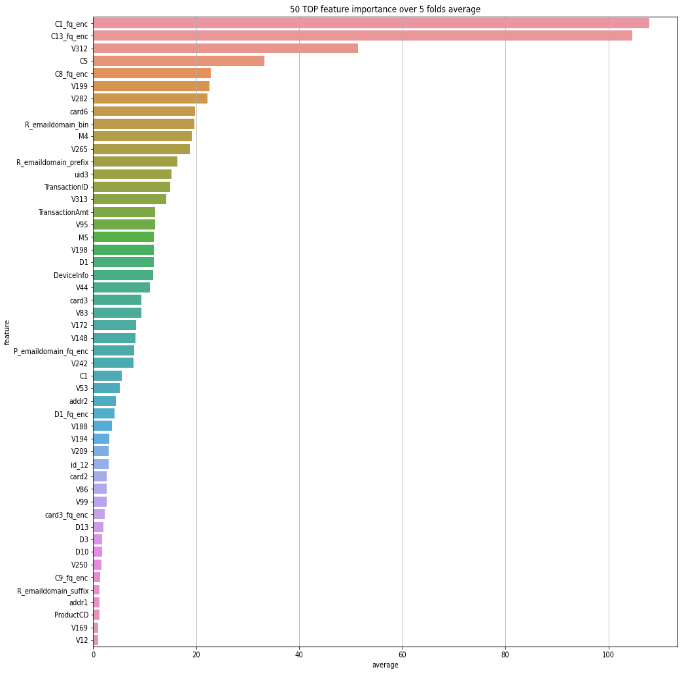 50 TOP feature importance over 5 folds average
C1_fq_enc
C13_fq_enc
V312
C5
C8_fq_enc
V199
V282
card6
R_emaildomain_bin
M4
V265
R_emaildomain_prefix
uid3
TransactionID
V313
TransactionAmt
V95
M5
V198
D1
DeviceInfo
V44
card3
V83
V172
V148
P_emaildomain_fq_enc
V242
C1
V53
addr2
D1_fq_enc
V188
V194
V209
id_12
card2
V86
V99
card3_fq_enc
D13
D3
D10
V250
C9_fq_enc
R_emaildomain_suffix
addr1
ProductCD
V169
V12
feature
0 20 40 60 80 100
average